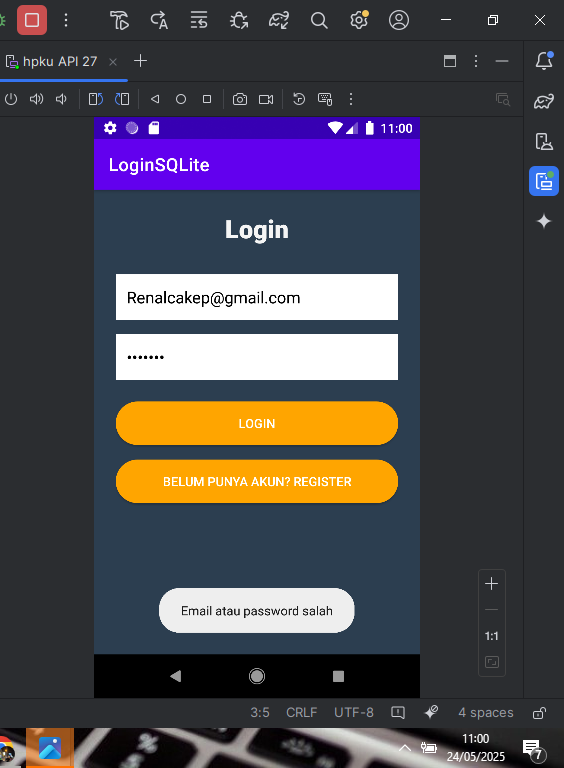 hpku API 27
11:00
LoginSQLite
Login
Renalcakep@gmail.com
•••••••
LOGIN
BELUM PUNYA AKUN? REGISTER
Email atau password salah
1:1
3:5 CRLF UTF-8 4 spaces
11:00
24/05/2025
7